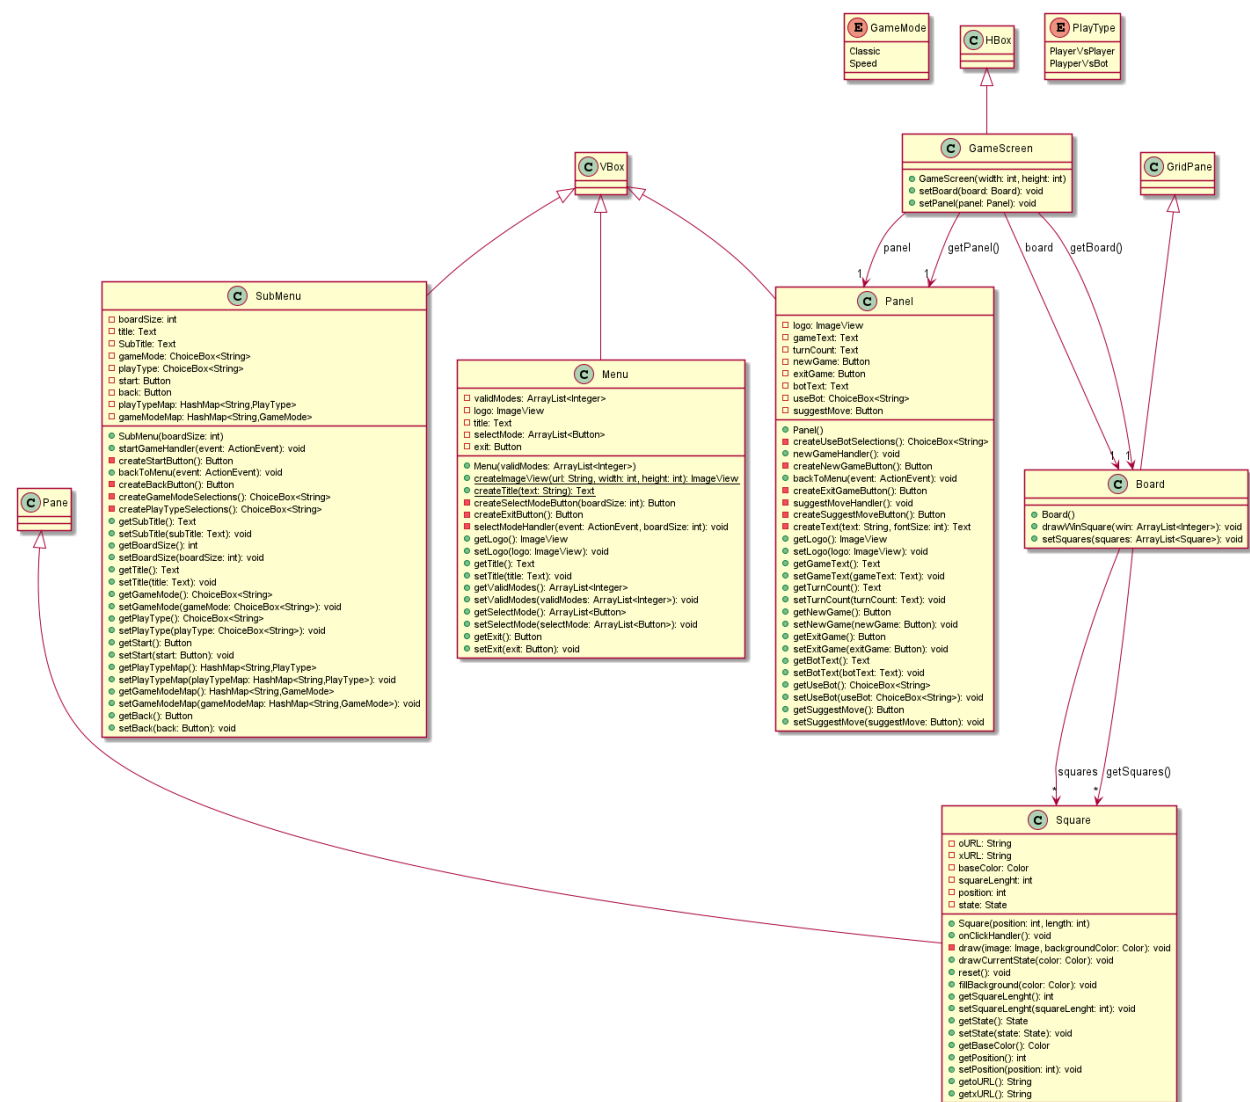 E GameMode
Classic
Speed
C HBox
E PlayType
PlayerVsPlayer
PlayperVsBot
C GameScreen
GameScreen(width: int, height: int)
setBoard(board: Board): void
setPanel(panel: Panel): void
C VBox
C GridPane
panel
getPanel()
board
getBoard()
1
1
1
1
C SubMenu
boardSize: int
title: Text
SubTitle: Text
gameMode: ChoiceBox<String>
playType: ChoiceBox<String>
start: Button
back: Button
playTypeMap: HashMap<String,PlayType>
gameModeMap: HashMap<String,GameMode>
SubMenu(boardSize: int)
startGameHandler(event: ActionEvent): void
createStartButton(): Button
backToMenu(event: ActionEvent): void
createBackButton(): Button
createGameModeSelections(): ChoiceBox<String>
createPlayTypeSelections(): ChoiceBox<String>
getSubTitle(): Text
setSubTitle(subTitle: Text): void
getBoardSize(): int
setBoardSize(boardSize: int): void
getTitle(): Text
setTitle(title: Text): void
getGameMode(): ChoiceBox<String>
setGameMode(gameMode: ChoiceBox<String>): void
getPlayType(): ChoiceBox<String>
setPlayType(playType: ChoiceBox<String>): void
getStart(): Button
setStart(start: Button): void
getPlayTypeMap(): HashMap<String,PlayType>
setPlayTypeMap(playTypeMap: HashMap<String,PlayType>): void
getGameModeMap(): HashMap<String,GameMode>
setGameModeMap(gameModeMap: HashMap<String,GameMode>): void
getBack(): Button
setBack(back: Button): void
C Menu
validModes: ArrayList<Integer>
logo: ImageView
title: Text
selectMode: ArrayList<Button>
exit: Button
Menu(validModes: ArrayList<Integer>)
createImageView(url: String, width: int, height: int): ImageView
createTitle(text: String): Text
createSelectModeButton(boardSize: int): Button
createExitButton(): Button
selectModeHandler(event: ActionEvent, boardSize: int): void
getLogo(): ImageView
setLogo(logo: ImageView): void
getTitle(): Text
setTitle(title: Text): void
getValidModes(): ArrayList<Integer>
setValidModes(validModes: ArrayList<Integer>): void
getSelectMode(): ArrayList<Button>
setSelectMode(selectMode: ArrayList<Button>): void
getExit(): Button
setExit(exit: Button): void
C Panel
logo: ImageView
gameText: Text
turnCount: Text
newGame: Button
exitGame: Button
botText: Text
useBot: ChoiceBox<String>
suggestMove: Button
Panel()
createUseBotSelections(): ChoiceBox<String>
newGameHandler(): void
createNewGameButton(): Button
backToMenu(event: ActionEvent): void
createExitGameButton(): Button
suggestMoveHandler(): void
createSuggestMoveButton(): Button
createText(text: String, fontSize: int): Text
getLogo(): ImageView
setLogo(logo: ImageView): void
getGameText(): Text
setGameText(gameText: Text): void
getTurnCount(): Text
setTurnCount(turnCount: Text): void
getNewGame(): Button
setNewGame(newGame: Button): void
getExitGame(): Button
setExitGame(exitGame: Button): void
getBotText(): Text
setBotText(botText: Text): void
getUseBot(): ChoiceBox<String>
setUseBot(useBot: ChoiceBox<String>): void
getSuggestMove(): Button
setSuggestMove(suggestMove: Button): void
C Board
Board()
drawWinSquare(win: ArrayList<Integer>): void
setSquares(squares: ArrayList<Square>): void
C Pane
squares
getSquares()
*
*
C Square
oURL: String
xURL: String
baseColor: Color
squareLenght: int
position: int
state: State
Square(position: int, length: int)
onClickHandler(): void
draw(image: Image, backgroundColor: Color): void
drawCurrentState(color: Color): void
reset(): void
fillBackground(color: Color): void
getSquareLenght(): int
setSquareLenght(squareLenght: int): void
getState(): State
setState(state: State): void
getBaseColor(): Color
getPosition(): int
setPosition(position: int): void
getoURL(): String
getxURL(): String